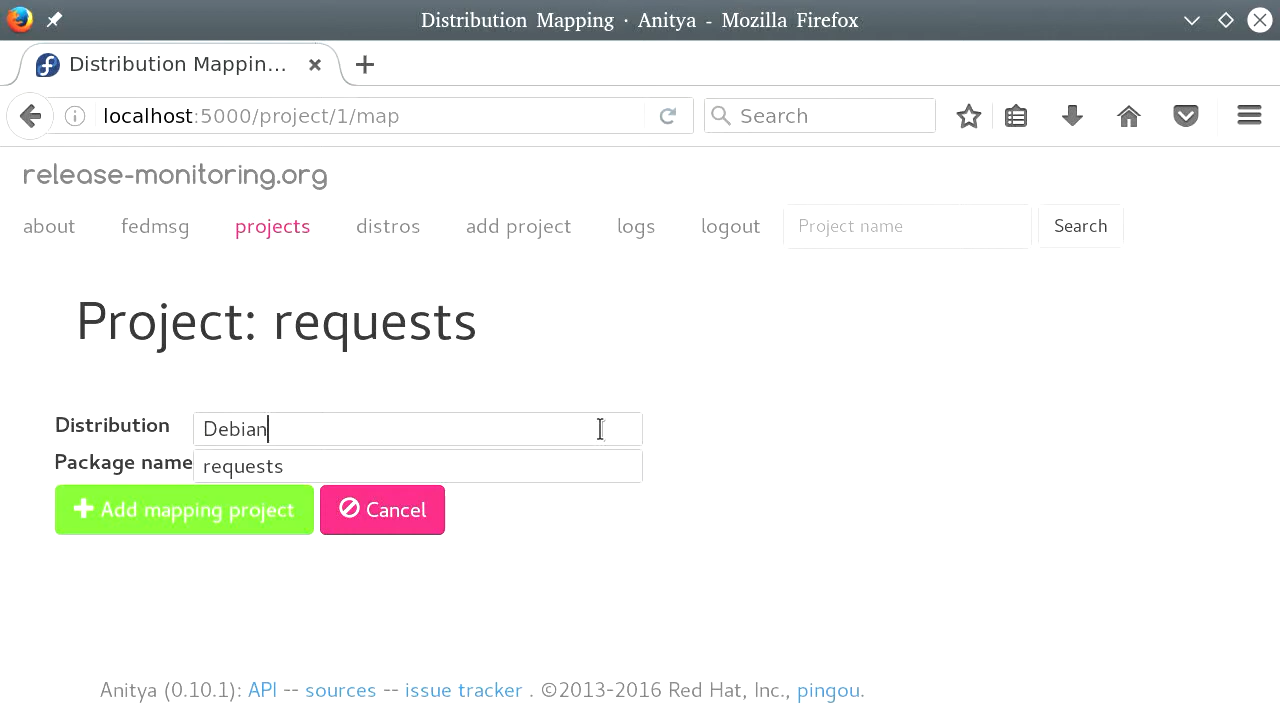 Distribution Mapping · Anitya - Mozilla Firefox
Distribution Mappin...
localhost:5000/project/1/map
Search
release-monitoring.org
about fedmsg projects distros add project logs logout Project name Search
Project: requests
Distribution Debian
Package name requests
Add mapping project Cancel
Anitya (0.10.1): API -- sources -- issue tracker . ©2013-2016 Red Hat, Inc., pingou.